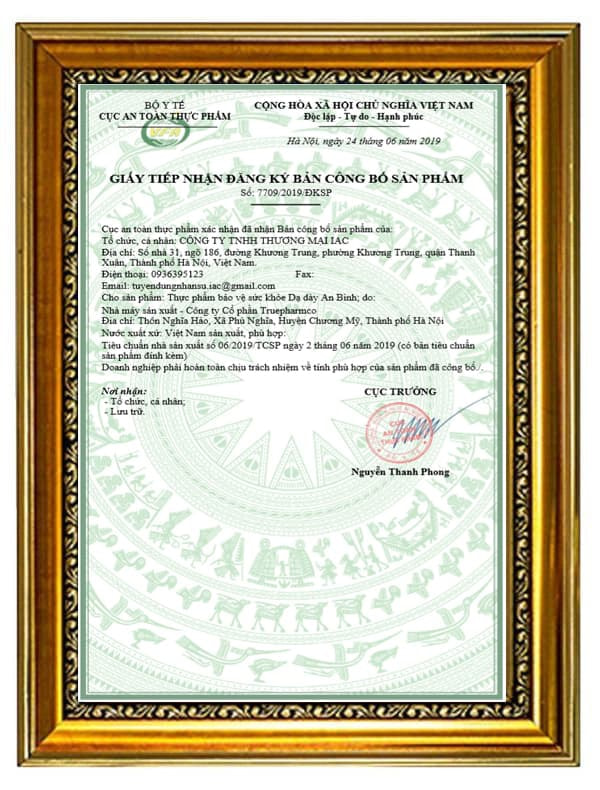 BỘ Y TẾ
CỤC AN TOÀN THỰC PHẨM
VFA
CỘNG HÒA XÃ HỘI CHỦ NGHĨA VIỆT NAM
Độc lập - Tự do - Hạnh phúc
Hà Nội, ngày 24 tháng 06 năm 2019
GIẤY TIẾP NHẬN ĐĂNG KÝ BẢN CÔNG BỐ SẢN PHẨM
Số: 7709/2019/ĐKSP
Cục an toàn thực phẩm xác nhận đã nhận Bản công bố sản phẩm của:
Tổ chức, cá nhân: CÔNG TY TNHH THƯƠNG MẠI IAC
Địa chỉ: Số nhà 31, ngõ 186, đường Khương Trung, phường Khương Trung, quận Thanh
Xuân, Thành phố Hà Nội, Việt Nam.
Điện thoại: 0936395123 Fax:
Email: tuyendungnhansu.iac@gmail.com
Cho sản phẩm: Thực phẩm bảo vệ sức khỏe Dạ dày An Bình; do:
Nhà máy sản xuất - Công ty Cổ phần Truepharmco
Địa chỉ: Thôn Nghĩa Hảo, Xã Phú Nghĩa, Huyện Chương Mỹ, Thành phố Hà Nội
Nước xuất xứ: Việt Nam sản xuất, phù hợp:
Tiêu chuẩn nhà sản xuất số 06/2019/TCSP ngày 2 tháng 06 năm 2019 (có bản tiêu chuẩn
sản phẩm đính kèm)
Doanh nghiệp phải hoàn toàn chịu trách nhiệm về tính phù hợp của sản phẩm đã công bố./.
Nơi nhận:
- Tổ chức, cá nhân;
- Lưu trữ.
CỤC TRƯỞNG
Nguyễn Thanh Phong